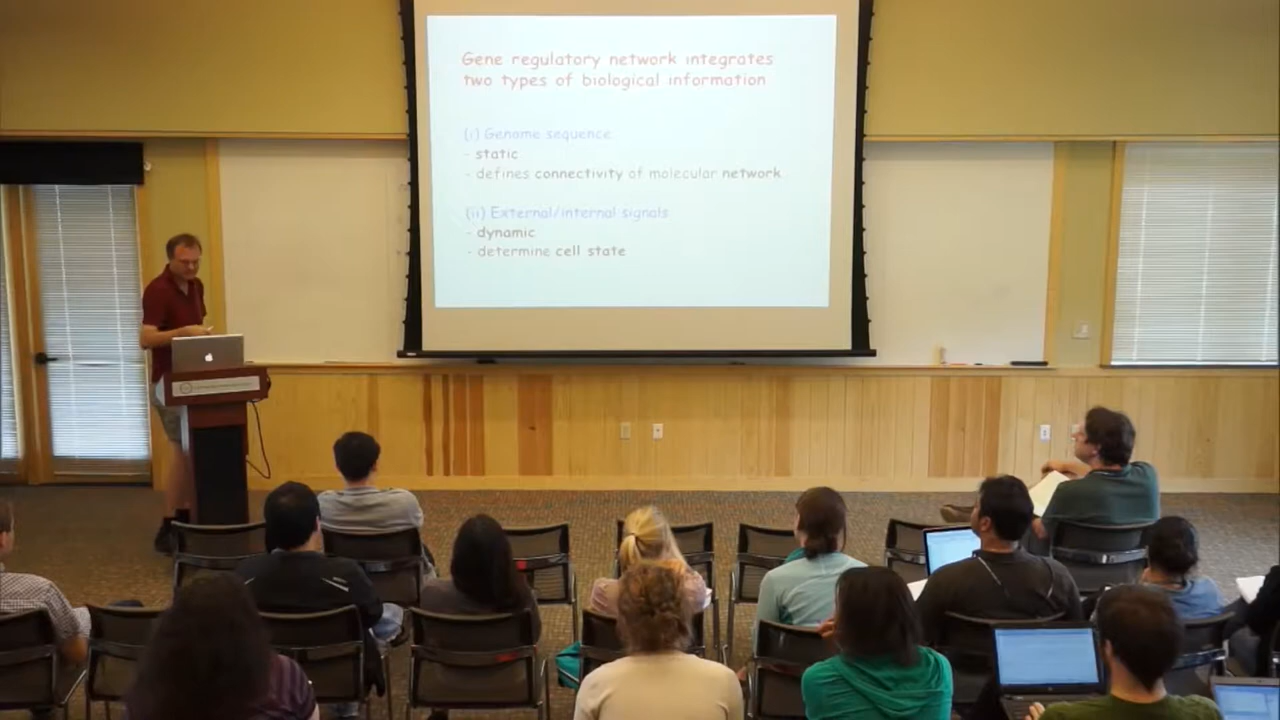 Gene regulatory network integrates
two types of biological information
(i) Genome sequence
- static
- defines connectivity of molecular network
(ii) External/internal signals
- dynamic
- determine cell state